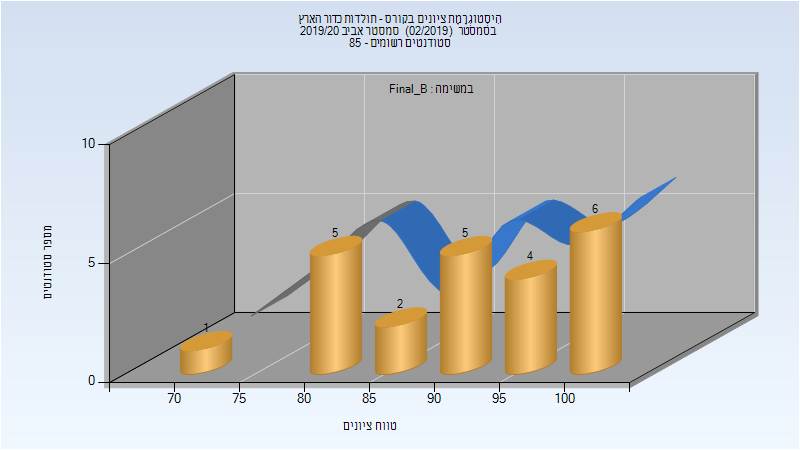 היסטוגרמת ציונים בקורס - תולדות כדור הארץ
בסמסטר (02/2019) סמסטר אביב 2019/20
סטודנטים רשומים - 85
במשימה : Final_B
10
5
0
מספר סטודנטים
1
5
2
5
4
6
70
75
80
85
90
95
100
טווח ציונים